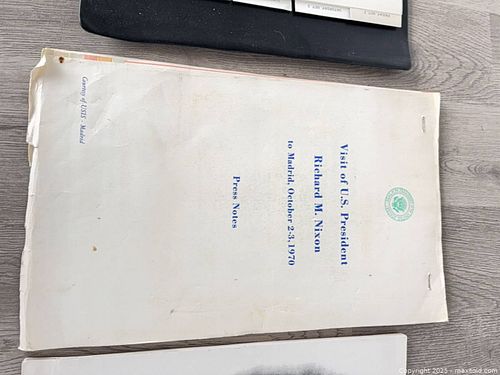 Visit of U.S. President
Richard M. Nixon
to Madrid, October 2-3, 1970
Press Notes
Courtesy of USIS - Madrid
Copyright 2025 - maxtold.com